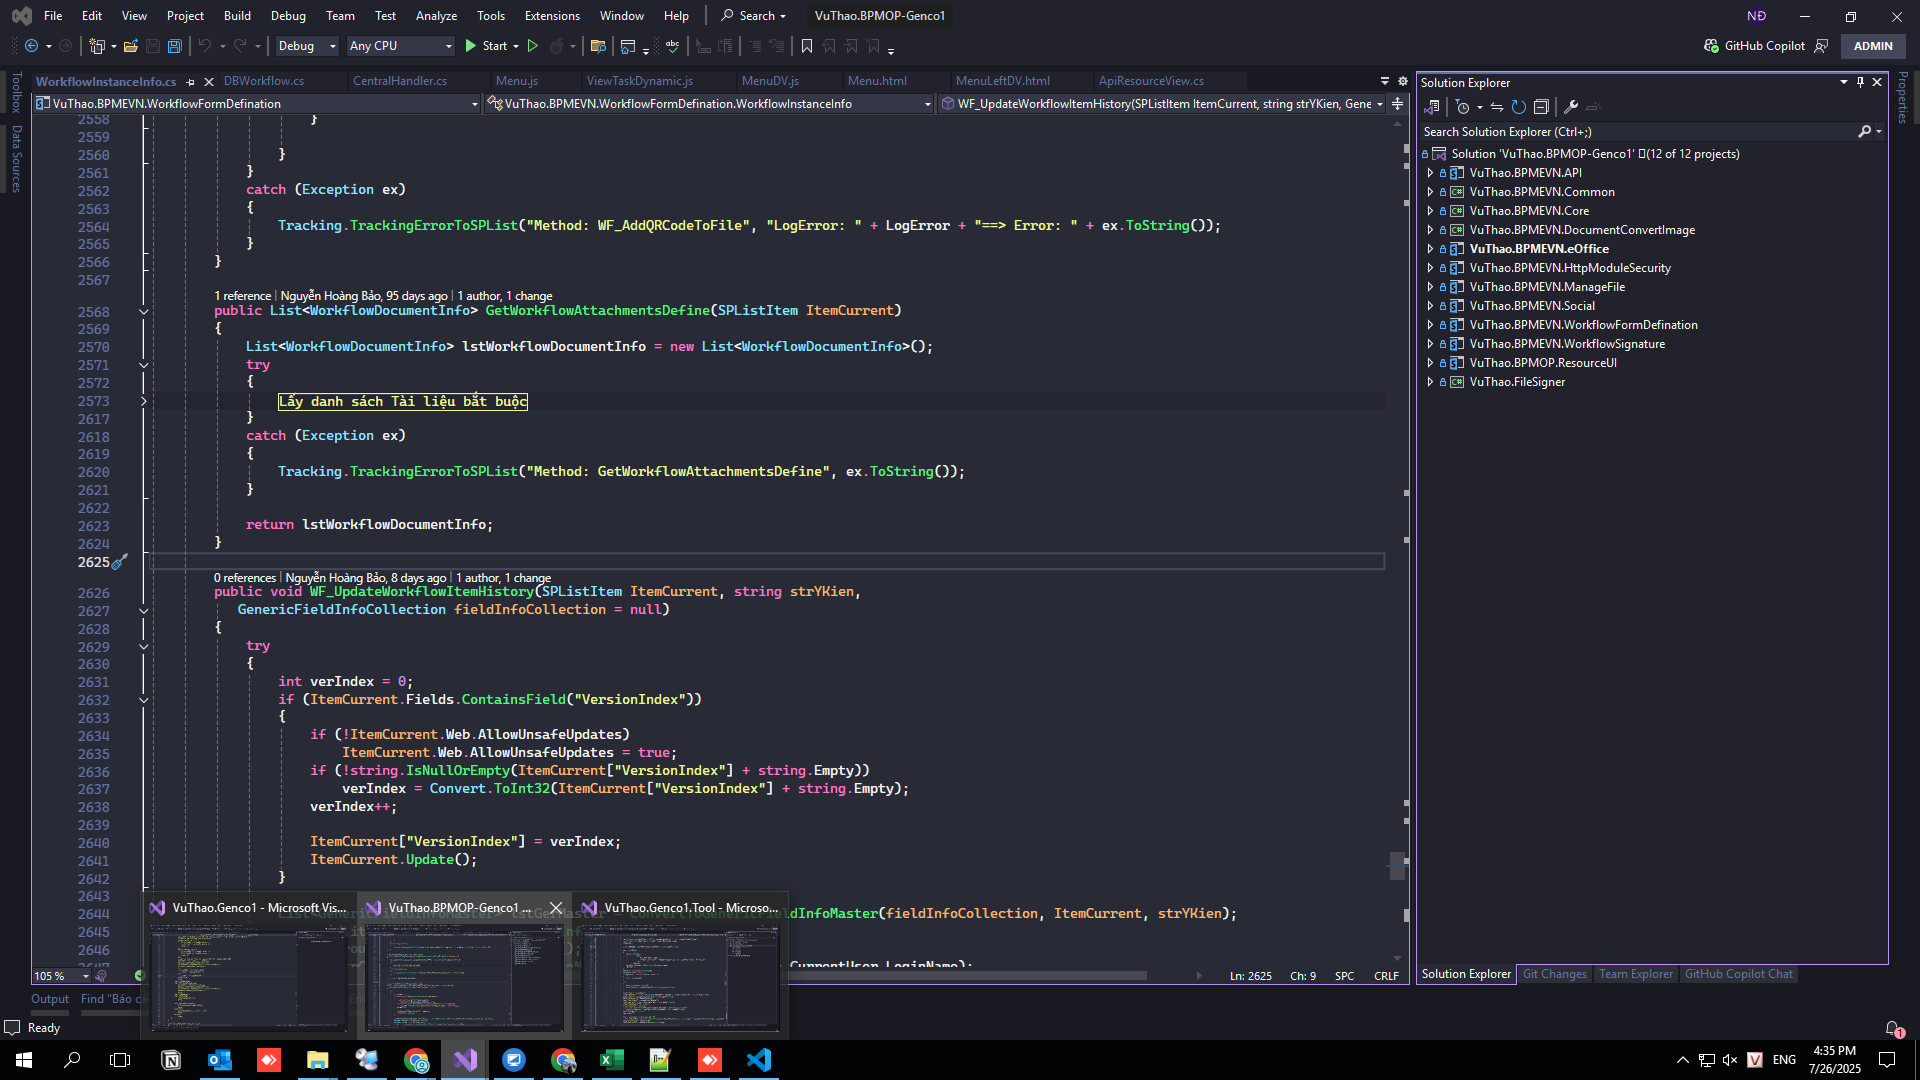 File Edit View Project Build Debug Team Test Analyze Tools Extensions Window Help Search VuThao.BPMOP-Genco1 NĐ
Debug Any CPU Start GitHub Copilot ADMIN
WorkflowInstanceInfo.cs DBWorkflow.cs CentralHandler.cs Menu.js ViewTaskDynamic.js MenuDV.js Menu.html MenuLeftDV.html ApiResourceView.cs
VuThao.BPMEVN.WorkflowFormDefination VuThao.BPMEVN.WorkflowFormDefination.WorkflowInstanceInfo WF_UpdateWorkflowItemHistory(SPListItem ItemCurrent, string strYKien, Gene
Toolbox
Data Sources
2558 }
2559
2560 }
2561 }
2562 catch (Exception ex)
2563 {
2564 Tracking.TrackingErrorToSPList("Method: WF_AddQRCodeToFile", "LogError: " + LogError + "==> Error: " + ex.ToString());
2565 }
2566 }
2567
1 reference | Nguyễn Hoàng Bảo, 95 days ago | 1 author, 1 change
2568 public List<WorkflowDocumentInfo> GetWorkflowAttachmentsDefine(SPListItem ItemCurrent)
2569 {
2570 List<WorkflowDocumentInfo> lstWorkflowDocumentInfo = new List<WorkflowDocumentInfo>();
2571 try
2572 {
2573 Lấy danh sách Tài liệu bắt buộc
2617 }
2618 catch (Exception ex)
2619 {
2620 Tracking.TrackingErrorToSPList("Method: GetWorkflowAttachmentsDefine", ex.ToString());
2621 }
2622
2623 return lstWorkflowDocumentInfo;
2624 }
2625
0 references | Nguyễn Hoàng Bảo, 8 days ago | 1 author, 1 change
2626 public void WF_UpdateWorkflowItemHistory(SPListItem ItemCurrent, string strYKien,
2627 GenericFieldInfoCollection fieldInfoCollection = null)
2628 {
2629 try
2630 {
2631 int verIndex = 0;
2632 if (ItemCurrent.Fields.ContainsField("VersionIndex"))
2633 {
2634 if (!ItemCurrent.Web.AllowUnsafeUpdates)
2635 ItemCurrent.Web.AllowUnsafeUpdates = true;
2636 if (!string.IsNullOrEmpty(ItemCurrent["VersionIndex"] + string.Empty))
2637 verIndex = Convert.ToInt32(ItemCurrent["VersionIndex"] + string.Empty);
2638 verIndex++;
2639
2640 ItemCurrent["VersionIndex"] = verIndex;
2641 ItemCurrent.Update();
2642 }
2643
2644 ldInfoMaster(fieldInfoCollection, ItemCurrent, strYKien);
2645
2646
CurrentUser.LoginName);
VuThao.Genco1 - Microsoft Vis... VuThao.BPMOP-Genco1 ... VuThao.Genco1.Tool - Microso...
105 % Ln: 2625 Ch: 9 SPC CRLF
Output Find "Báo c
Ready
Solution Explorer
Search Solution Explorer (Ctrl+;)
Solution 'VuThao.BPMOP-Genco1' (12 of 12 projects)
VuThao.BPMEVN.API
VuThao.BPMEVN.Common
VuThao.BPMEVN.Core
VuThao.BPMEVN.DocumentConvertImage
VuThao.BPMEVN.eOffice
VuThao.BPMEVN.HttpModuleSecurity
VuThao.BPMEVN.ManageFile
VuThao.BPMEVN.Social
VuThao.BPMEVN.WorkflowFormDefination
VuThao.BPMEVN.WorkflowSignature
VuThao.BPMOP.ResourceUI
VuThao.FileSigner
Solution Explorer Git Changes Team Explorer GitHub Copilot Chat
Properties
1
ENG
4:35 PM
7/26/2025